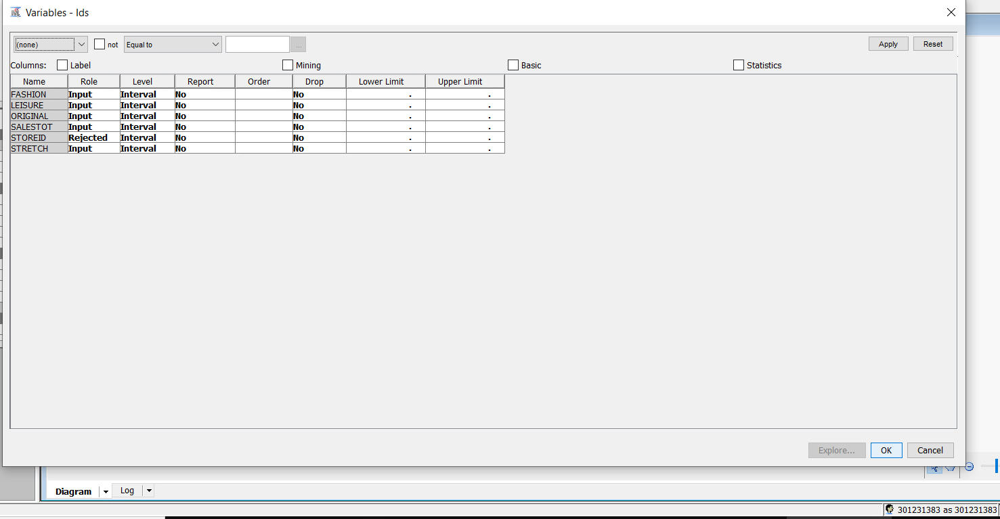 Variables - Ids
(none) not Equal to ...
Apply Reset
Columns: Label Mining Basic Statistics
Name Role Level Report Order Drop Lower Limit Upper Limit
FASHION Input Interval No No . .
LEISURE Input Interval No No . .
ORIGINAL Input Interval No No . .
SALESTOT Input Interval No No . .
STOREID Rejected Interval No No . .
STRETCH Input Interval No No . .
Explore... OK Cancel
Diagram Log
301231383 as 301231383